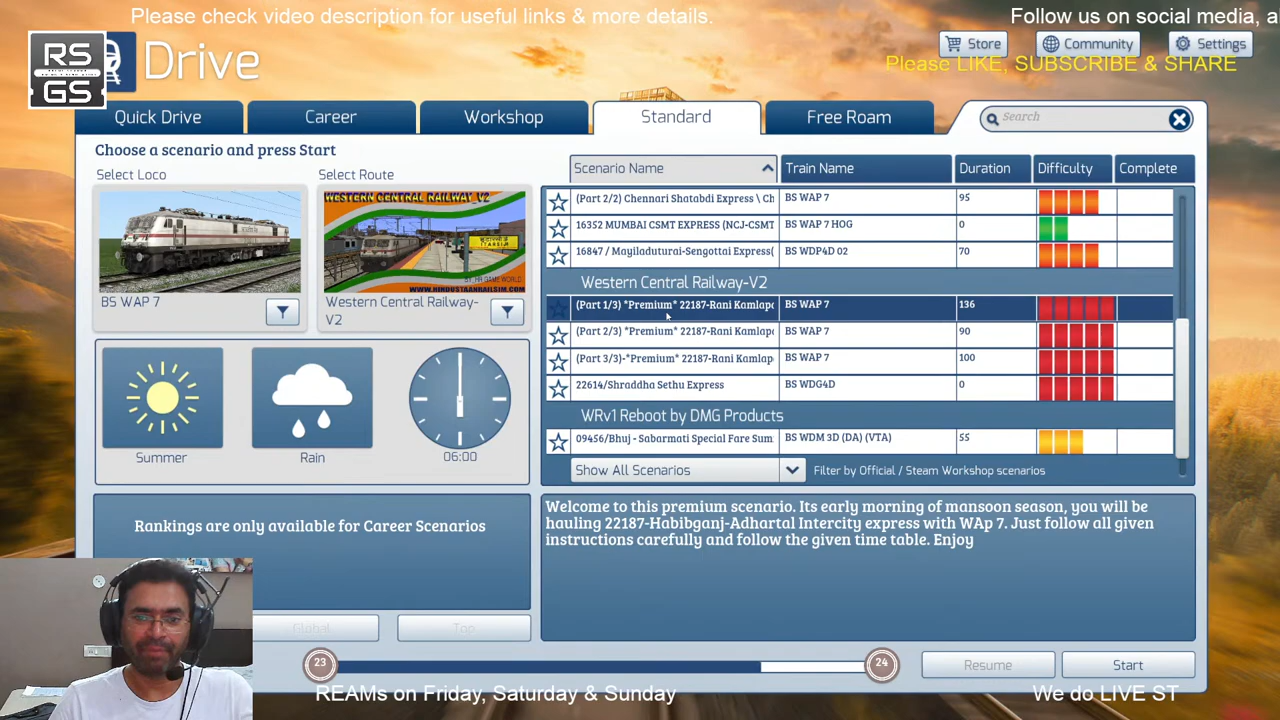 Please check video description for useful links & more details.
Follow us on social media, a
RS
GS
Drive
Store
Community
Settings
Please LIKE, SUBSCRIBE & SHARE
Quick Drive
Career
Workshop
Standard
Free Roam
Search
Choose a scenario and press Start
Select Loco
Select Route
BS WAP 7
WESTERN CENTRAL RAILWAY_V2
WWW.HINDUSTAANRAILSIM.COM
Western Central Railway-
V2
Scenario Name
Train Name
Duration
Difficulty
Complete
(Part 2/2) Chennari Shatabdi Express \ Ch
BS WAP 7
95
16352 MUMBAI CSMT EXPRESS (NCJ-CSMT
BS WAP 7 HOG
0
16847 / Mayiladuturai-Sengottai Express(
BS WDP4D 02
70
Western Central Railway-V2
(Part 1/3) *Premium* 22187-Rani Kamlapa
BS WAP 7
136
(Part 2/3) *Premium* 22187-Rani Kamlap
BS WAP 7
90
(Part 3/3)-*Premium* 22187-Rani Kamlap
BS WAP 7
100
22614/Shraddha Sethu Express
BS WDG4D
0
WRv1 Reboot by DMG Products
09456/Bhuj - Sabarmati Special Fare Sum
BS WDM 3D (DA) (VTA)
55
Show All Scenarios
Filter by Official / Steam Workshop scenarios
Summer
Rain
06:00
Rankings are only available for Career Scenarios
Welcome to this premium scenario. Its early morning of mansoon season, you will be
hauling 22187-Habibganj-Adhartal Intercity express with WAp 7. Just follow all given
instructions carefully and follow the given time table. Enjoy
Global
Top
23
24
Resume
Start
REAMs on Friday, Saturday & Sunday
We do LIVE ST